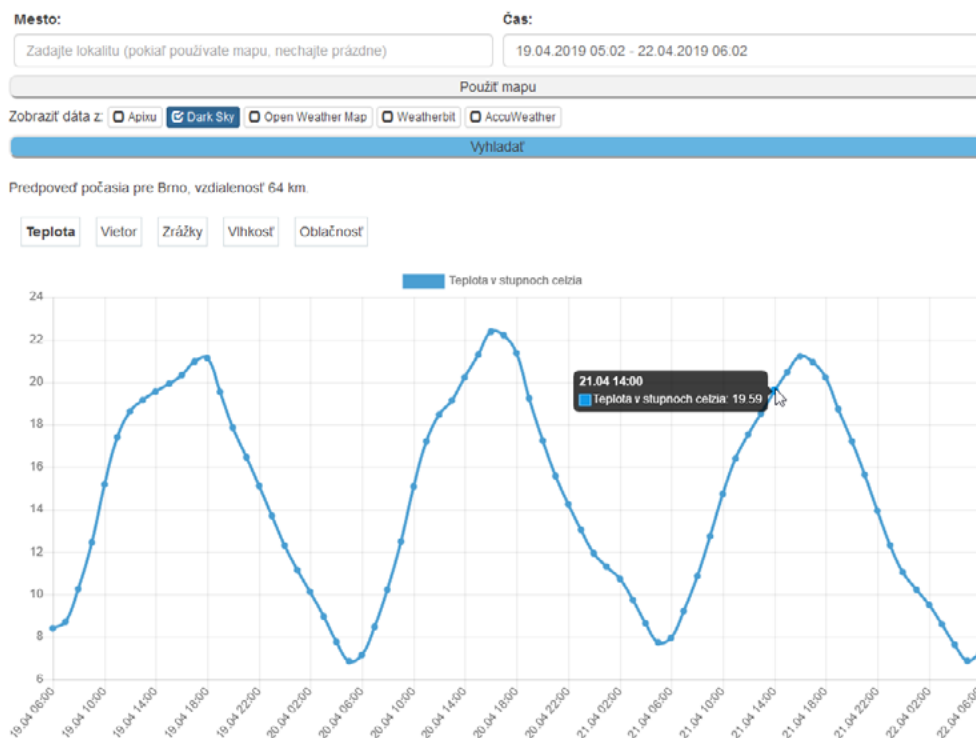 Mesto: Čas:
Zadajte lokalitu (pokiaľ používate mapu, nechajte prázdne) 19.04.2019 05.02 - 22.04.2019 06.02
Použiť mapu
Zobraziť dáta z: Apixu Dark Sky Open Weather Map Weatherbit AccuWeather
Vyhladať
Predpoveď počasia pre Brno, vzdialenosť 64 km.
Teplota Vietor Zrážky Vlhkosť Oblačnosť
Teplota v stupnoch celzia
24
22
20
18
16
14
12
10
8
6
21.04 14:00
Teplota v stupnoch celzia: 19.59
19.04 06:00 19.04 10:00 19.04 14:00 19.04 18:00 19.04 22:00 20.04 02:00 20.04 06:00 20.04 10:00 20.04 14:00 20.04 18:00 20.04 22:00 21.04 02:00 21.04 06:00 21.04 10:00 21.04 14:00 21.04 18:00 21.04 22:00 22.04 02:00 22.04 06:00